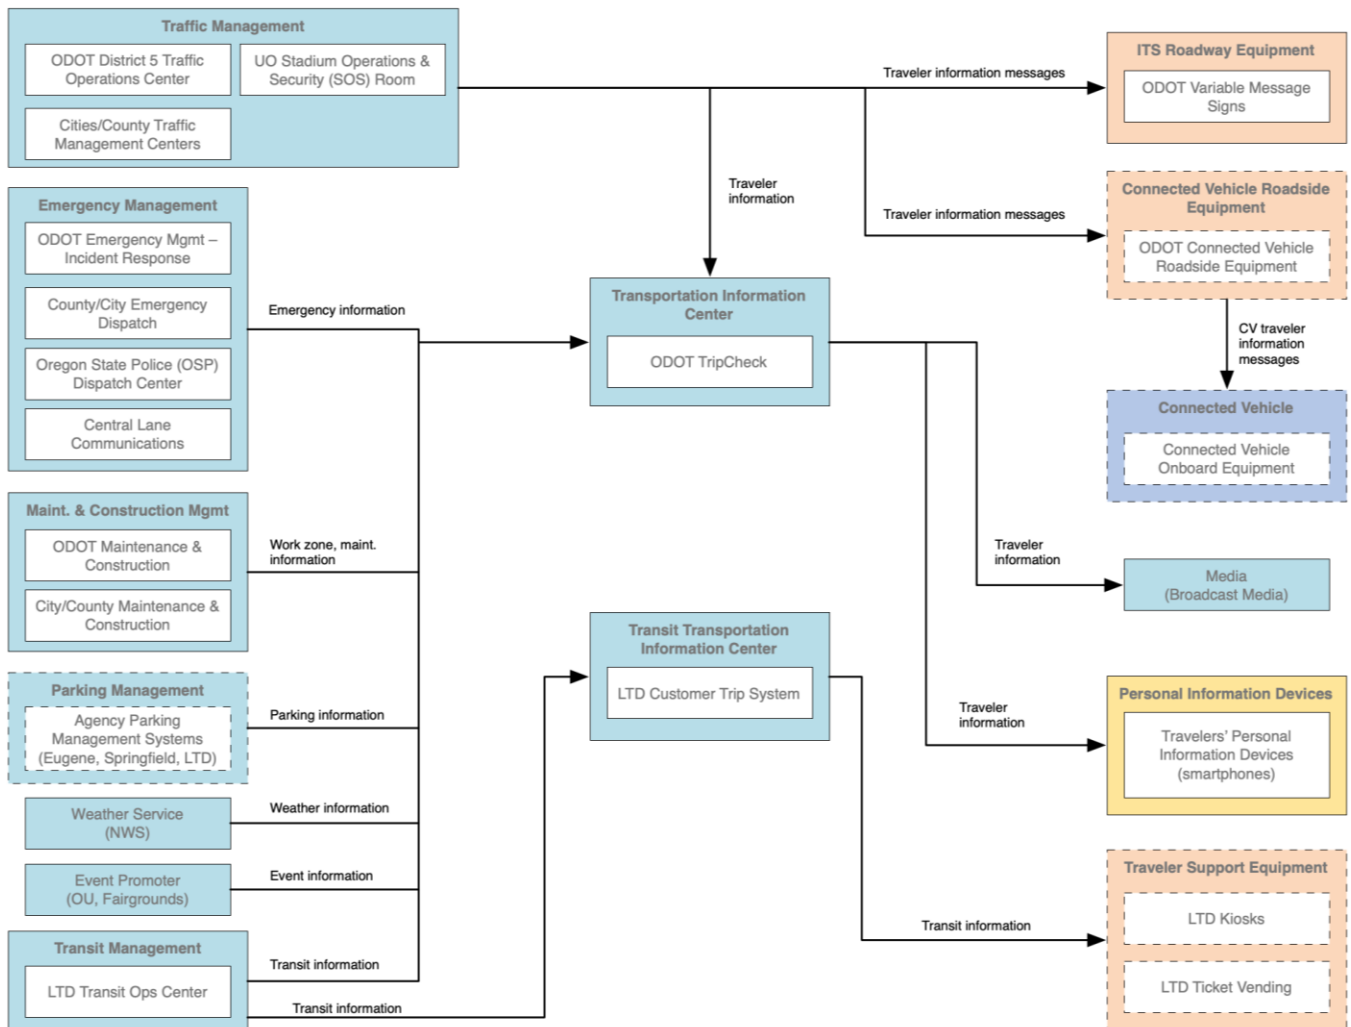 Traffic Management
ODOT District 5 Traffic
Operations Center
UO Stadium Operations &
Security (SOS) Room
Cities/County Traffic
Management Centers
Emergency Management
ODOT Emergency Mgmt –
Incident Response
County/City Emergency
Dispatch
Oregon State Police (OSP)
Dispatch Center
Central Lane
Communications
Emergency information
Maint. & Construction Mgmt
ODOT Maintenance &
Construction
City/County Maintenance &
Construction
Work zone, maint.
information
Parking Management
Agency Parking
Management Systems
(Eugene, Springfield, LTD)
Parking information
Weather Service
(NWS)
Weather information
Event Promoter
(OU, Fairgrounds)
Event information
Transit Management
LTD Transit Ops Center
Transit information
Transit information
Traveler
information
Transportation Information
Center
ODOT TripCheck
Transit Transportation
Information Center
LTD Customer Trip System
Traveler information messages
ITS Roadway Equipment
ODOT Variable Message
Signs
Traveler information messages
Connected Vehicle Roadside
Equipment
ODOT Connected Vehicle
Roadside Equipment
CV traveler
information
messages
Connected Vehicle
Connected Vehicle
Onboard Equipment
Traveler
information
Media
(Broadcast Media)
Traveler
information
Personal Information Devices
Travelers’ Personal
Information Devices
(smartphones)
Transit information
Traveler Support Equipment
LTD Kiosks
LTD Ticket Vending